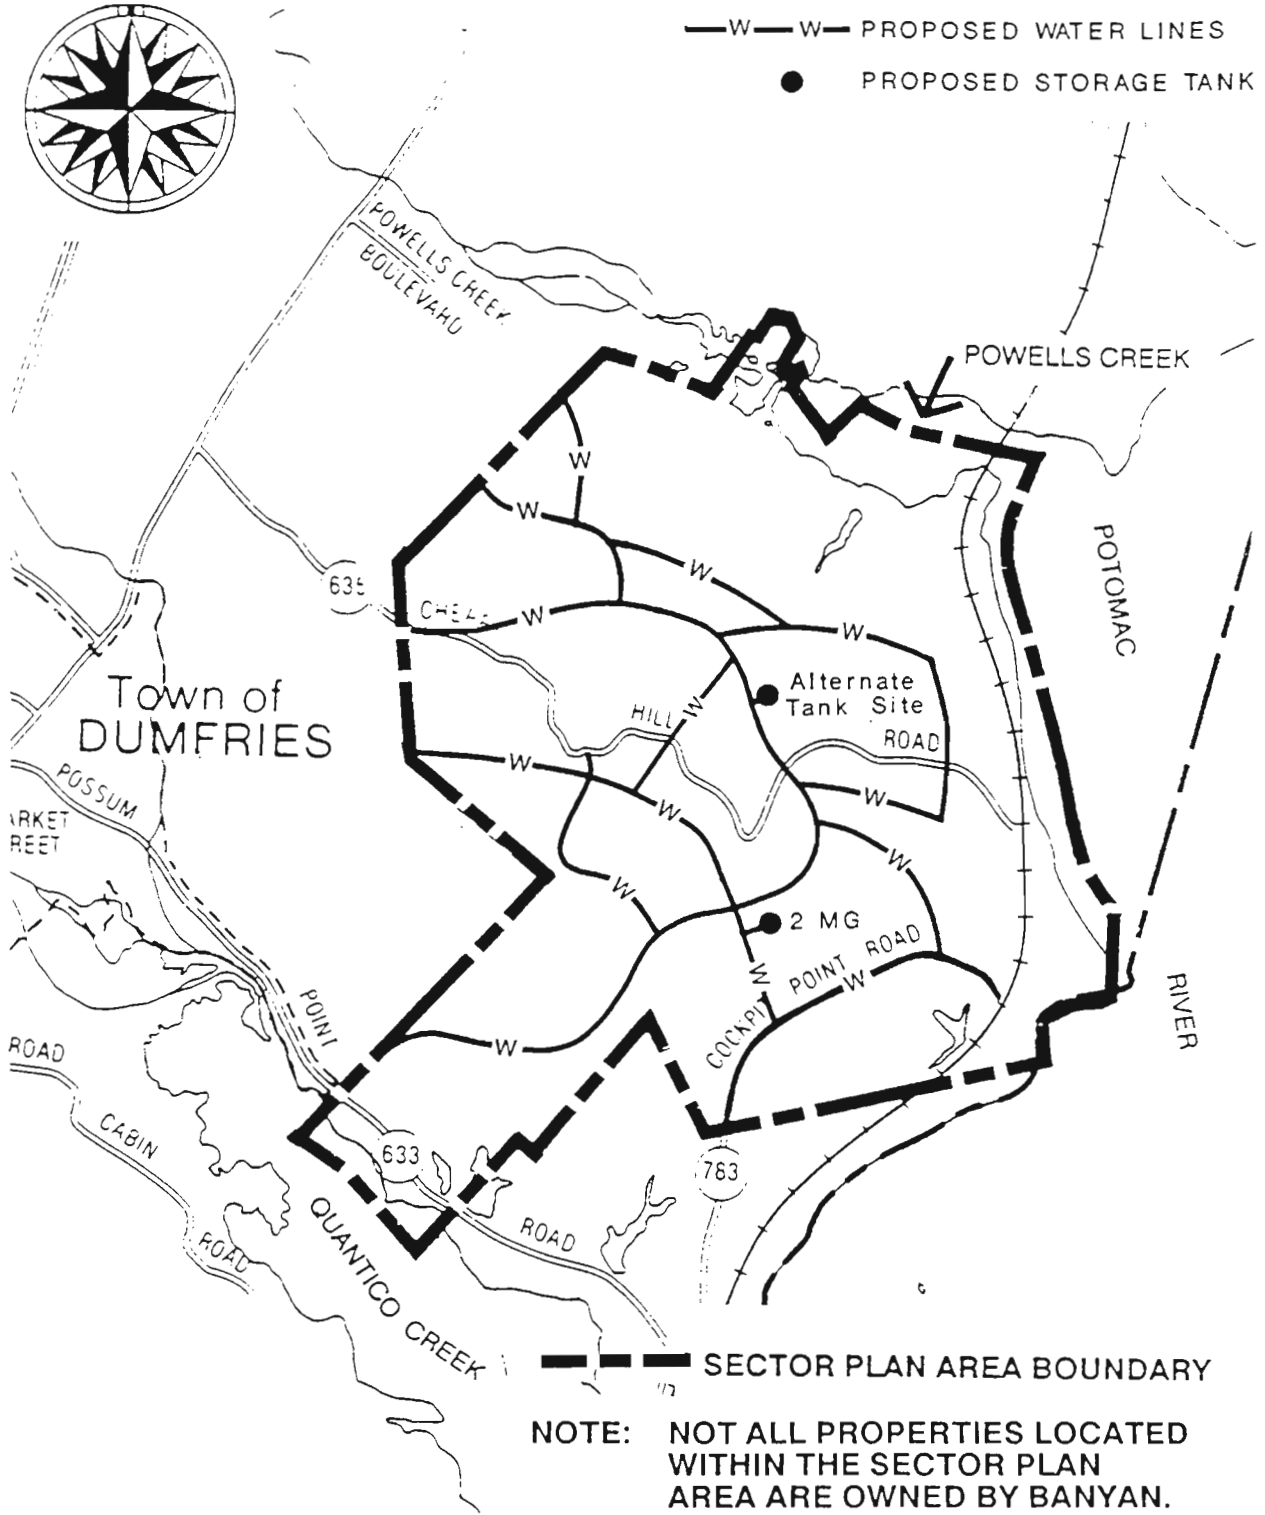 W W PROPOSED WATER LINES
PROPOSED STORAGE TANK
POWELLS CREEK
BOULEVARD
POWELLS CREEK
W
W
W
POTOMAC
635
W
W
Town of
DUMFRIES
Alternate
Tank Site
HILL
W
ROAD
W
POSSUM
W
W
W
W
2 MG
POINT
COCKPIT POINT ROAD
W
W
RIVER
W
ROAD
CABIN
ROAD
633
783
ROAD
QUANTICO CREEK
SECTOR PLAN AREA BOUNDARY
NOTE: NOT ALL PROPERTIES LOCATED
WITHIN THE SECTOR PLAN
AREA ARE OWNED BY BANYAN.